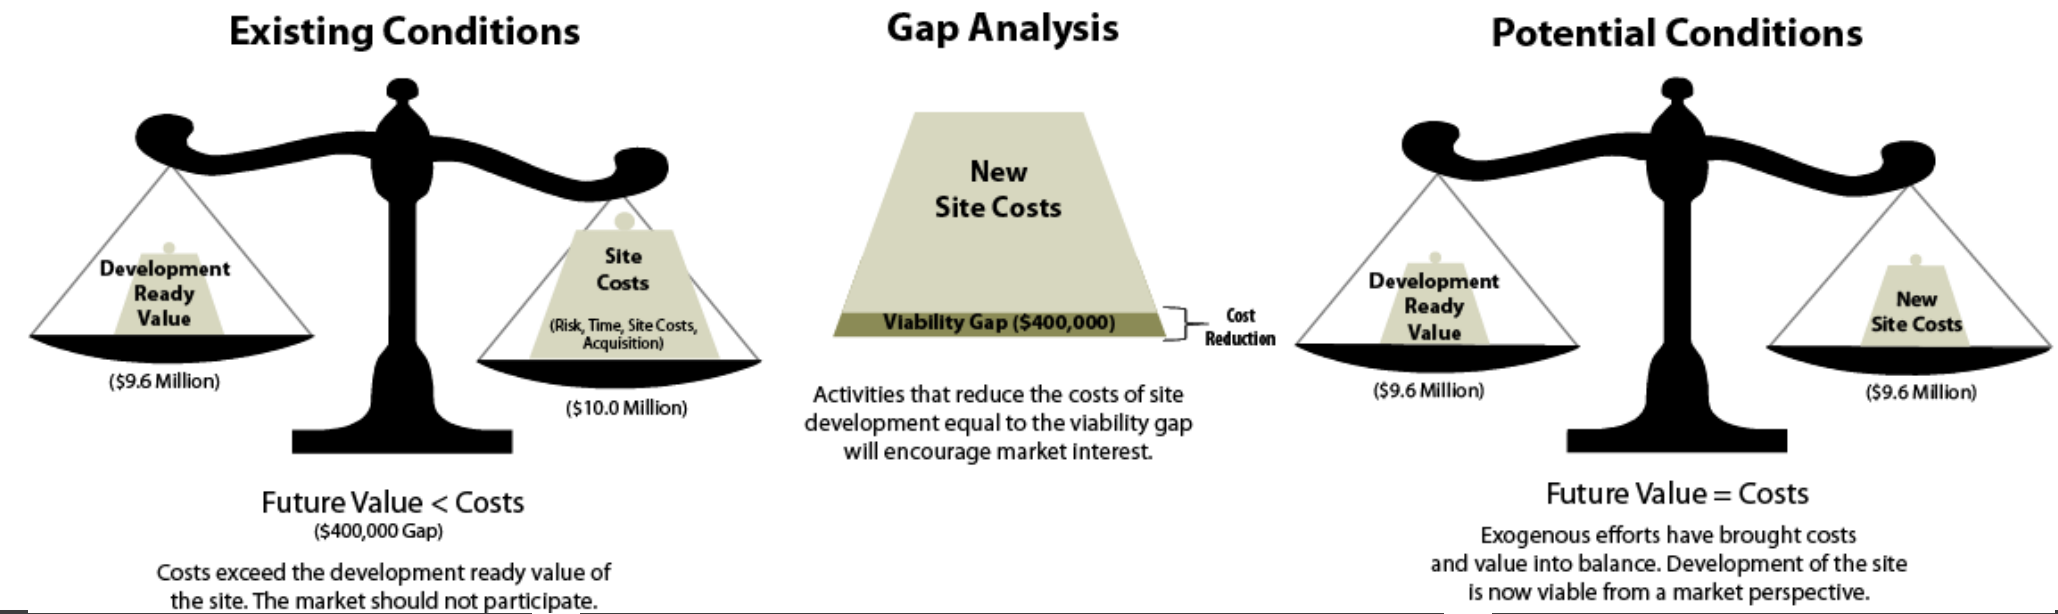 Existing Conditions
Development
Ready
Value
($9.6 Million)
Site
Costs
(Risk, Time, Site Costs,
Acquisition)
($10.0 Million)
Future Value < Costs
($400,000 Gap)
Costs exceed the development ready value of
the site. The market should not participate.
Gap Analysis
New
Site Costs
Viability Gap ($400,000)
Cost
Reduction
Activities that reduce the costs of site
development equal to the viability gap
will encourage market interest.
Potential Conditions
Development
Ready
Value
($9.6 Million)
New
Site Costs
($9.6 Million)
Future Value = Costs
Exogenous efforts have brought costs
and value into balance. Development of the site
is now viable from a market perspective.